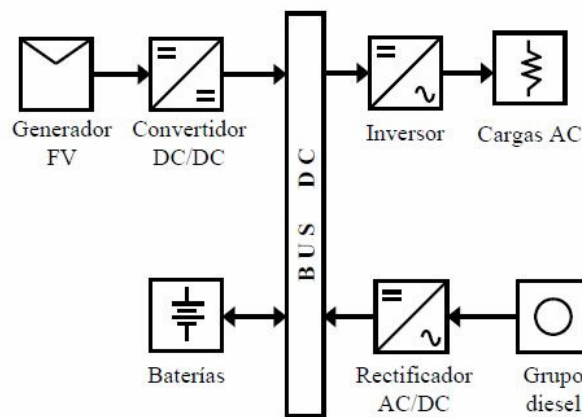 Generador
FV
Convertidor
DC/DC
BUS DC
Inversor
Cargas AC
Baterías
Rectificador
AC/DC
Grupo
diesel